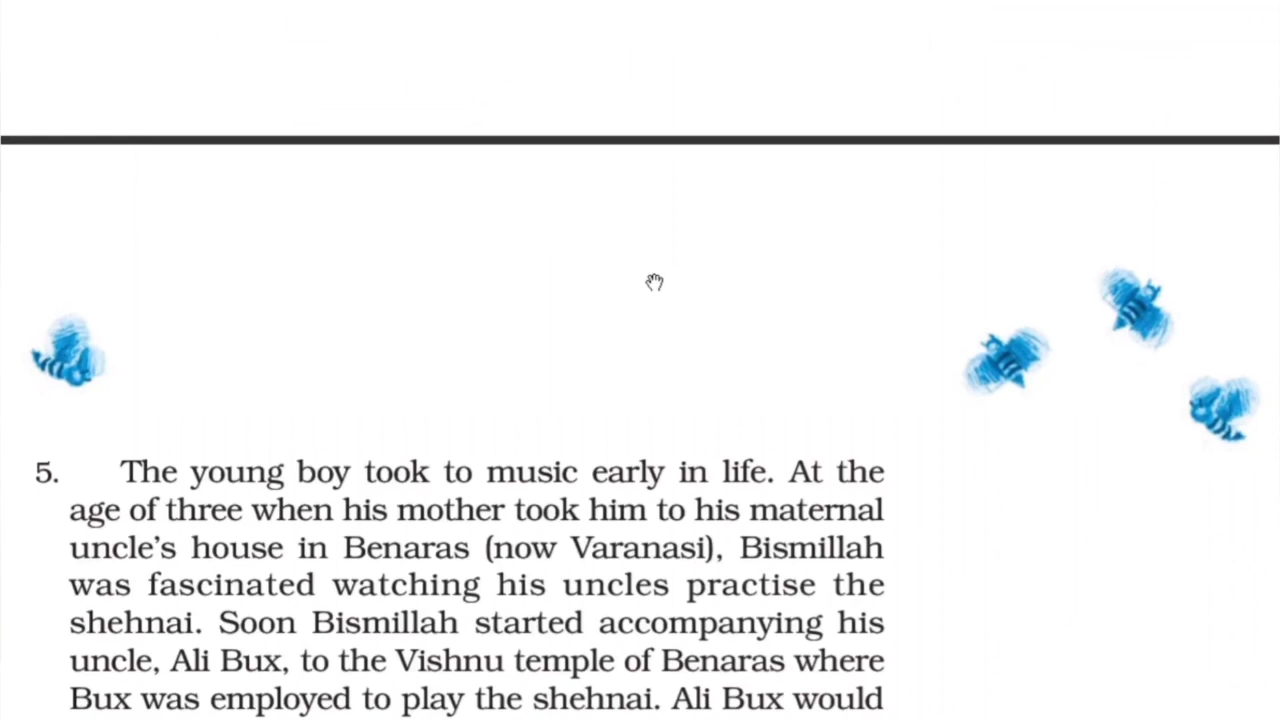 5. The young boy took to music early in life. At the
age of three when his mother took him to his maternal
uncle's house in Benaras (now Varanasi), Bismillah
was fascinated watching his uncles practise the
shehnai. Soon Bismillah started accompanying his
uncle, Ali Bux, to the Vishnu temple of Benaras where
Bux was employed to play the shehnai. Ali Bux would